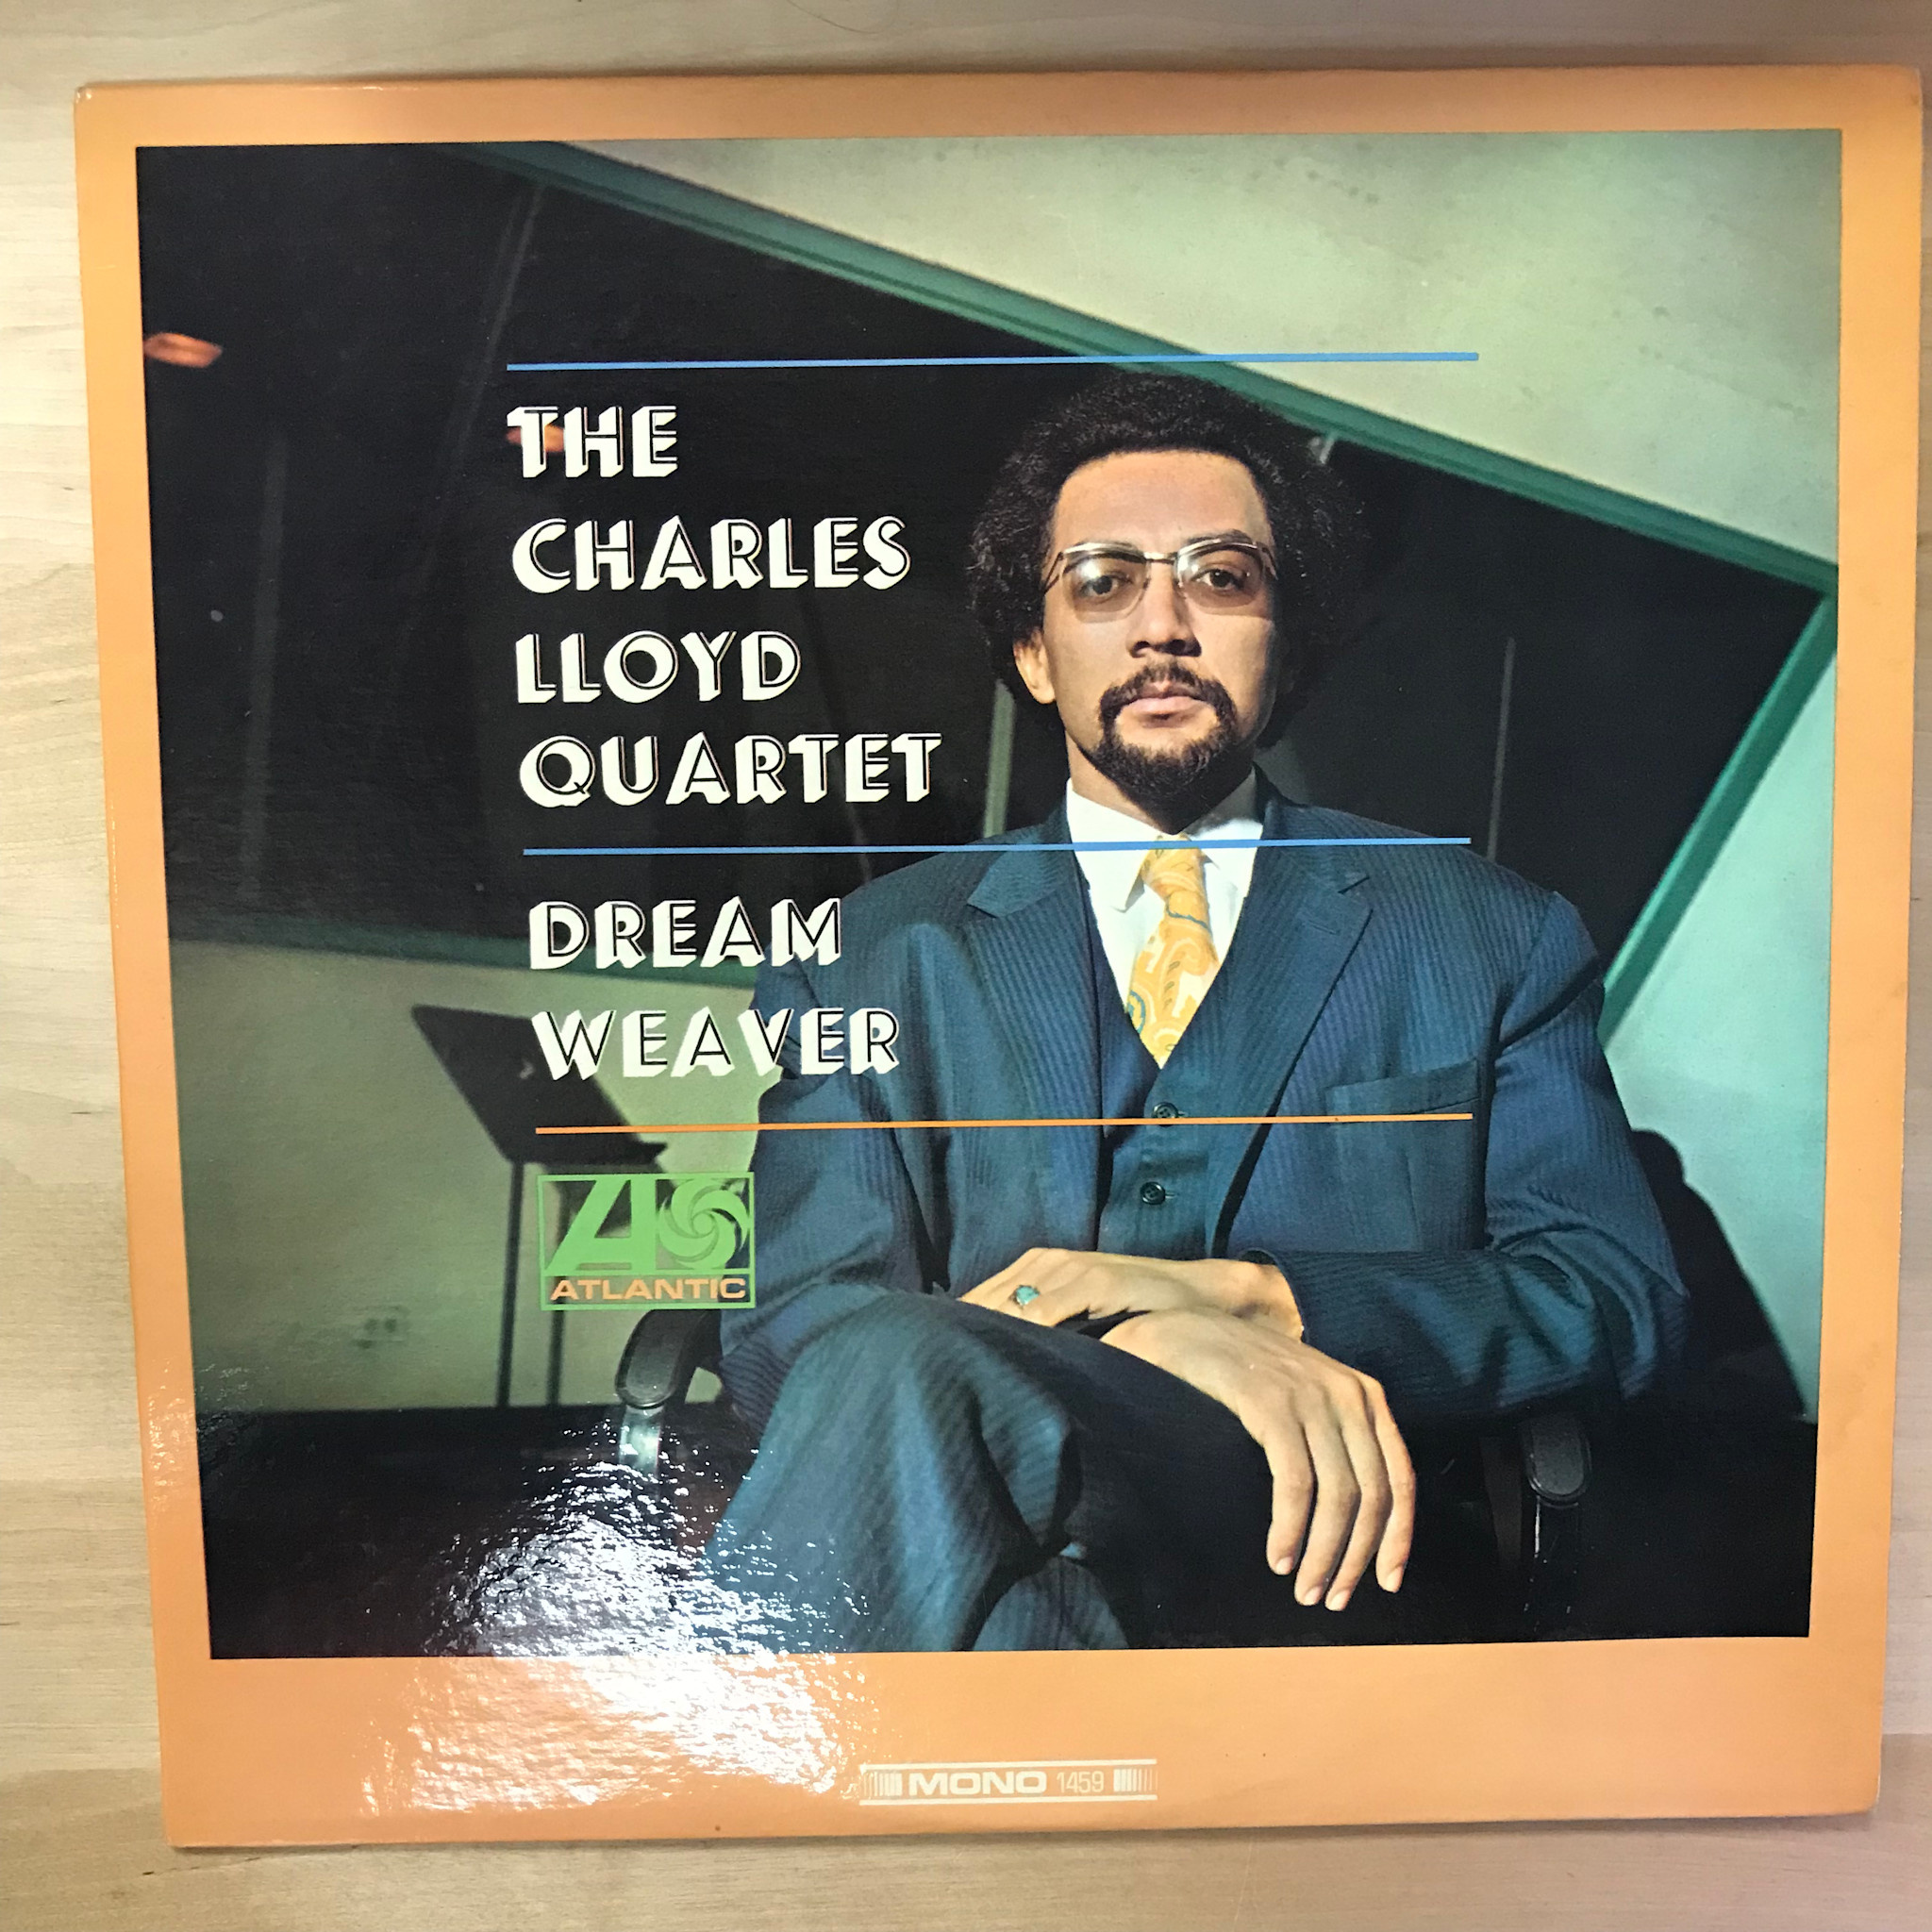 THE
CHARLES
LLOYD
QUARTET
DREAM
WEAVER
ATLANTIC
MONO 1459